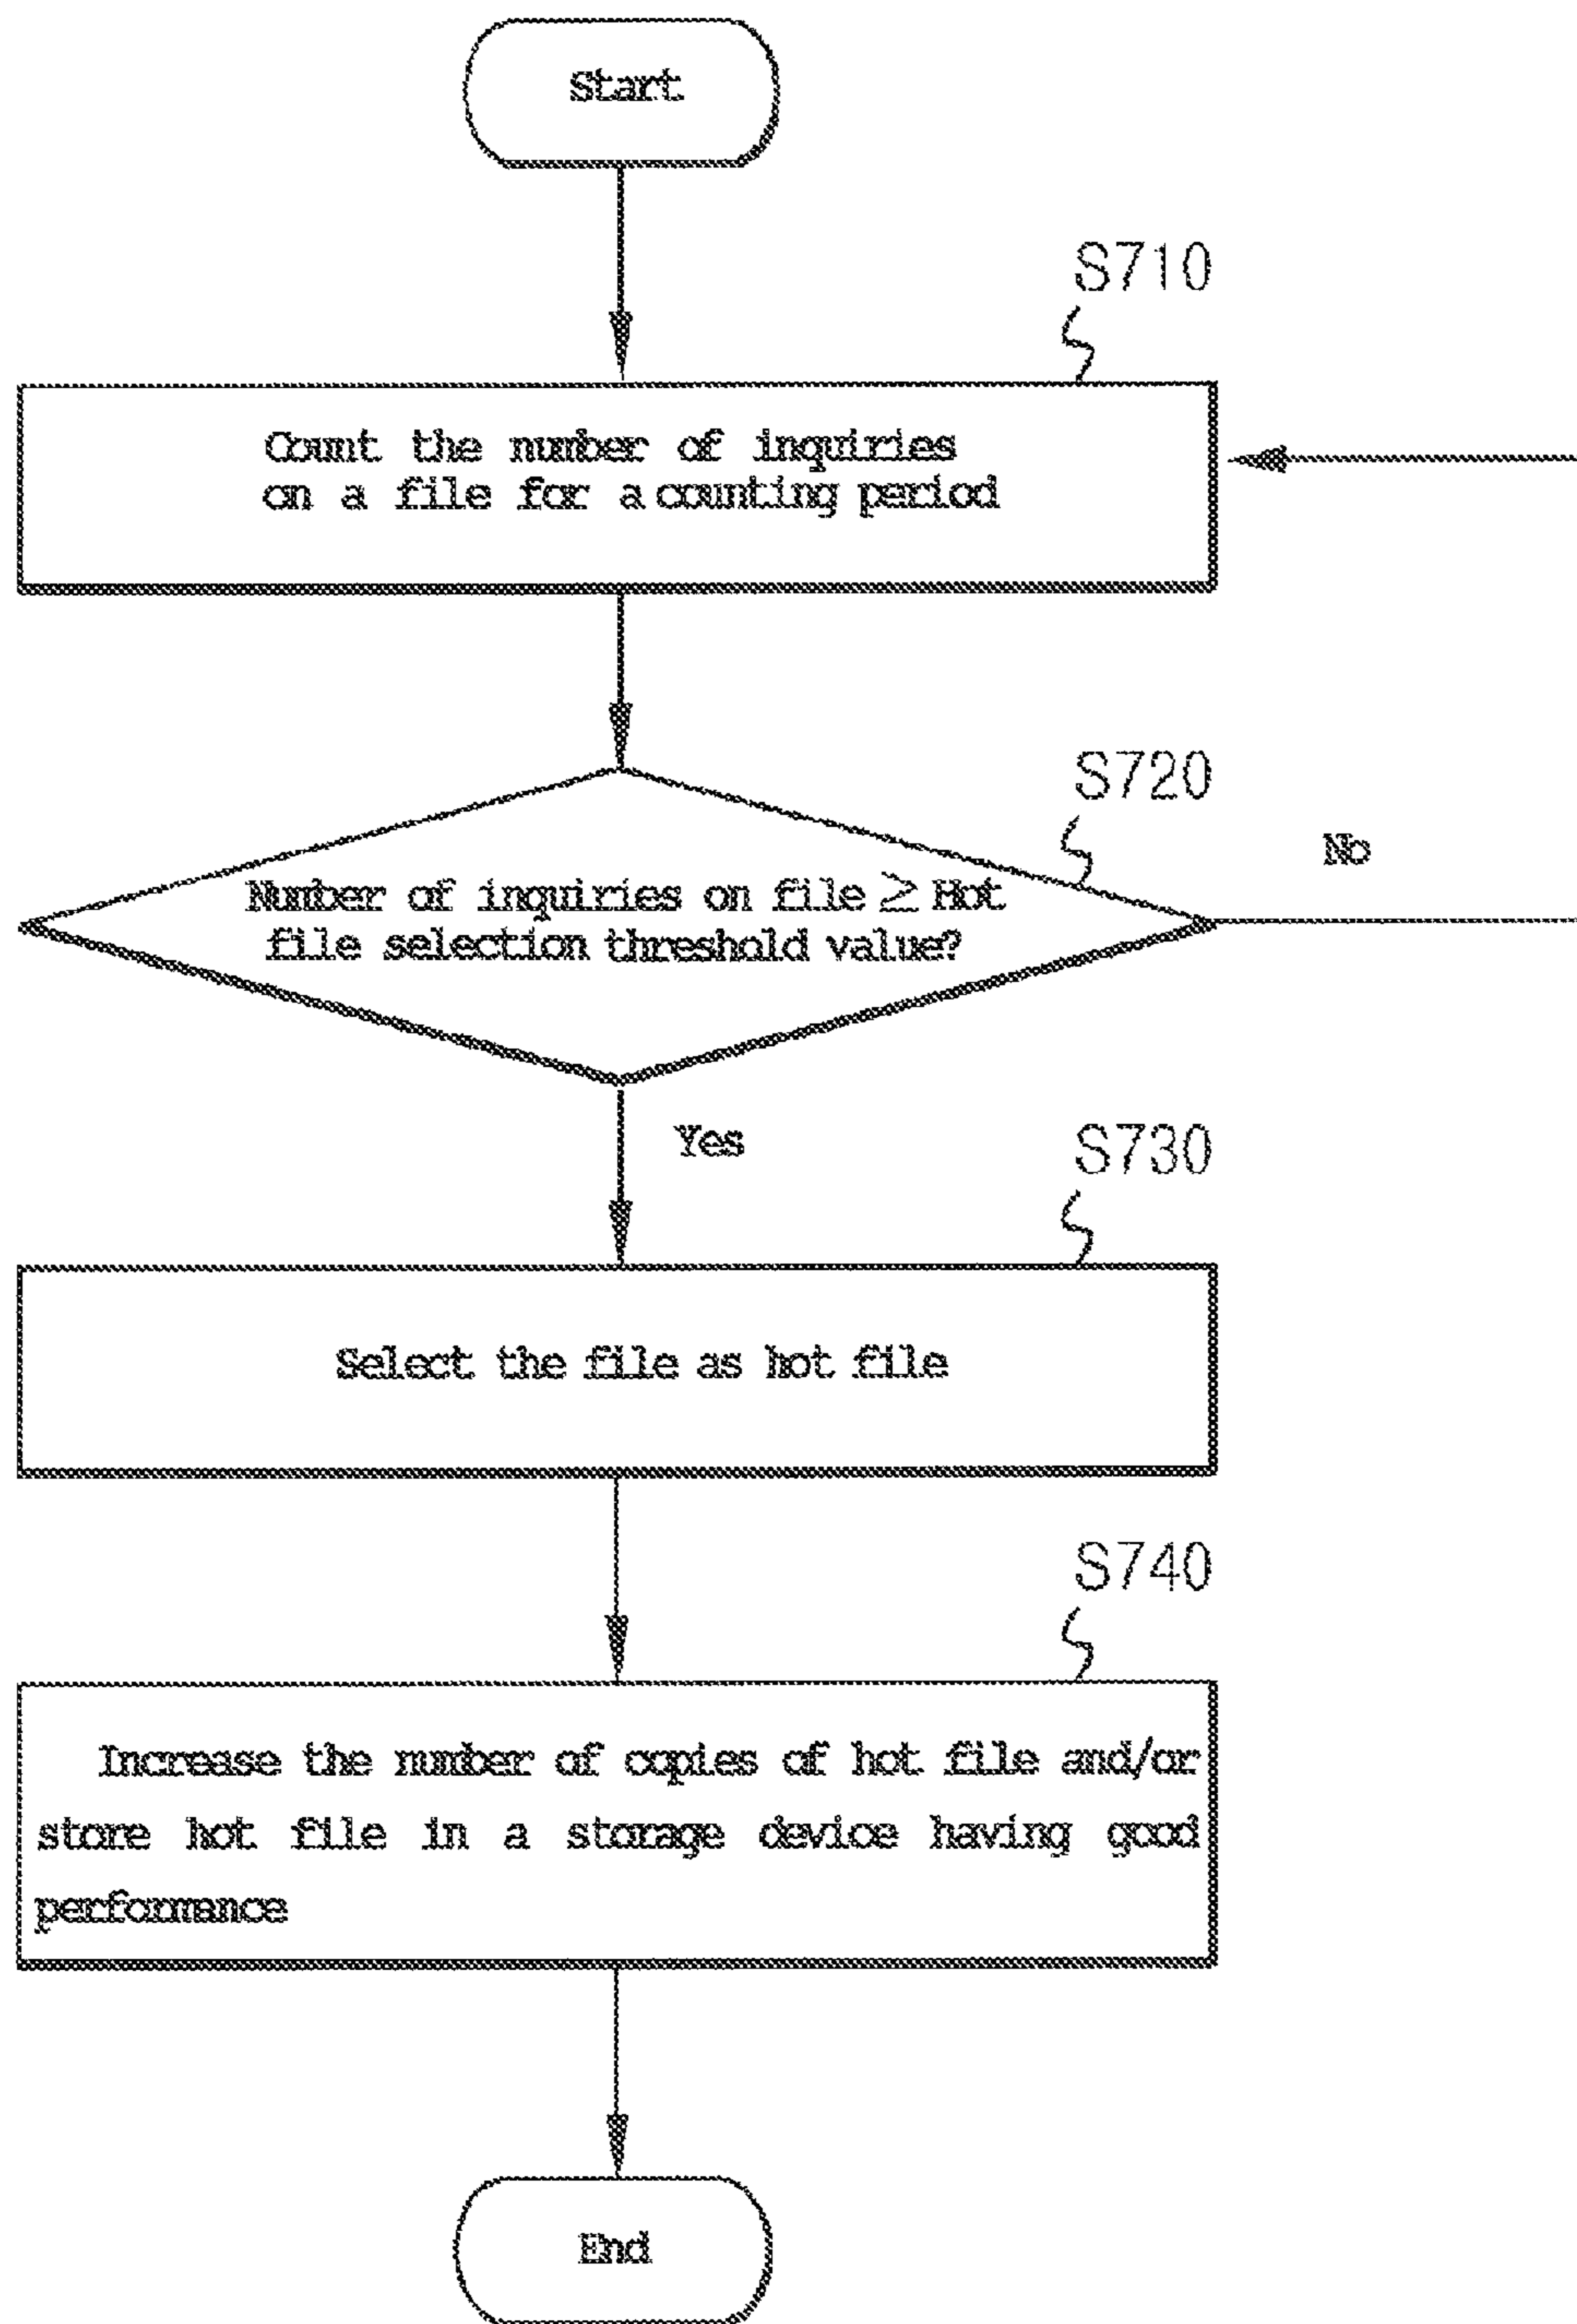 Start
S710
Count the number of inquiries
on a file for a counting period
S720
No
Number of inquiries on file ≥ Hot
file selection threshold value?
Yes
S730
Select the file as hot file
S740
Increase the number of copies of hot file and/or
store hot file in a storage device having good
performance
End